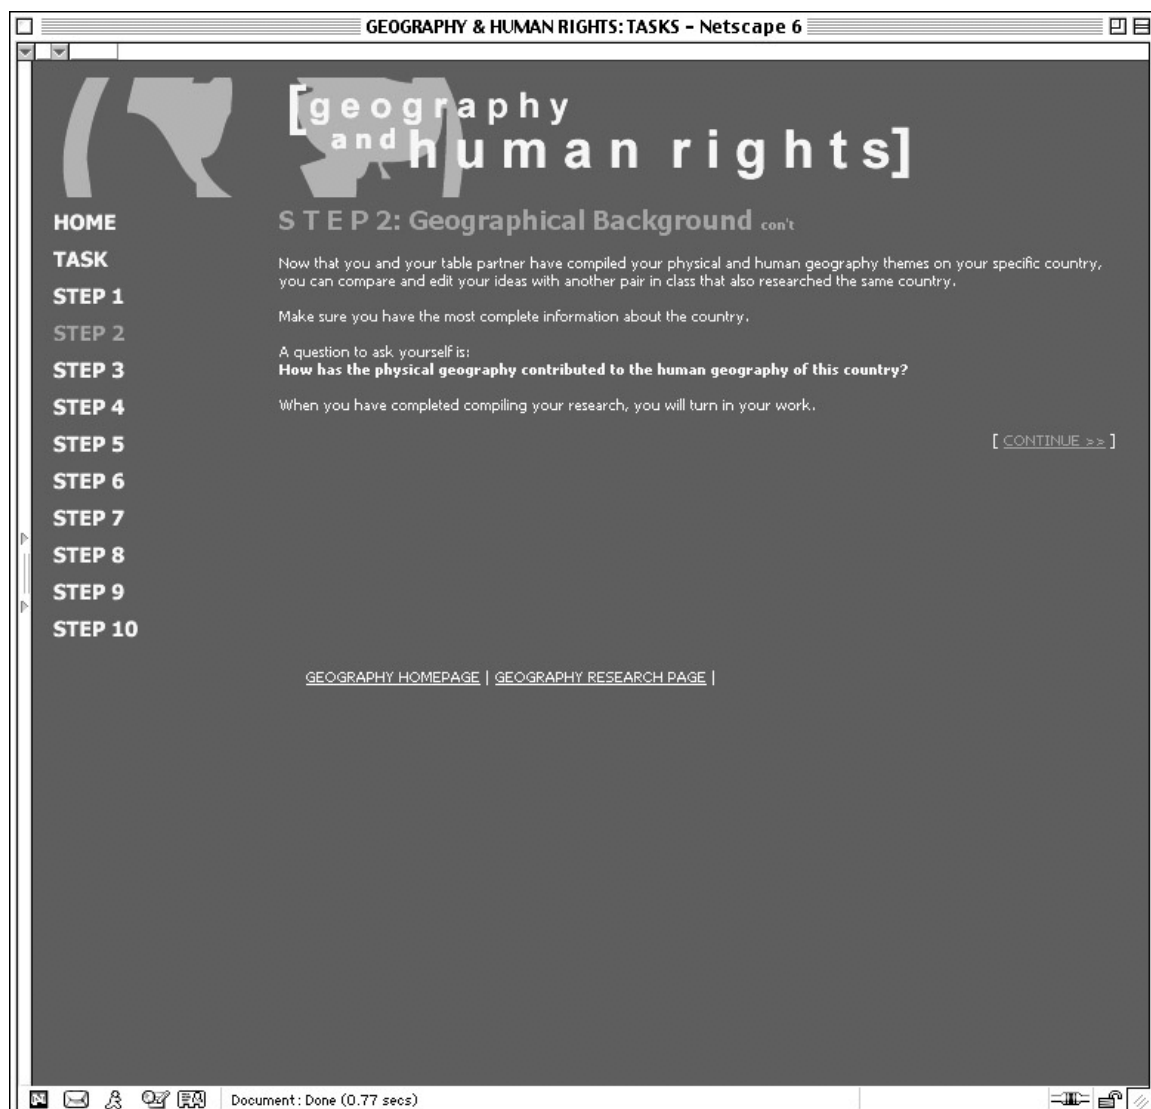 GEOGRAPHY & HUMAN RIGHTS: TASKS – Netscape 6
[geography
and human rights]
HOME
TASK
STEP 1
STEP 2
STEP 3
STEP 4
STEP 5
STEP 6
STEP 7
STEP 8
STEP 9
STEP 10
STEP 2: Geographical Background con't
Now that you and your table partner have compiled your physical and human geography themes on your specific country,
you can compare and edit your ideas with another pair in class that also researched the same country.
Make sure you have the most complete information about the country.
A question to ask yourself is:
How has the physical geography contributed to the human geography of this country?
When you have completed compiling your research, you will turn in your work.
[ CONTINUE >> ]
GEOGRAPHY HOMEPAGE | GEOGRAPHY RESEARCH PAGE |
Document: Done (0.77 secs)